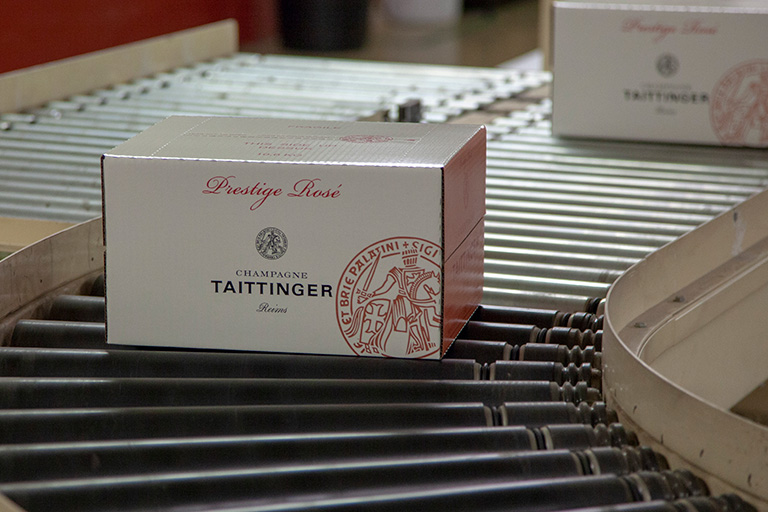 Prestige Rosé
CHAMPAGNE
TAITTINGER
Reims
ET BRIE PALATINI + SIGI
Prestige Rosé
TAITTINGER
Reims